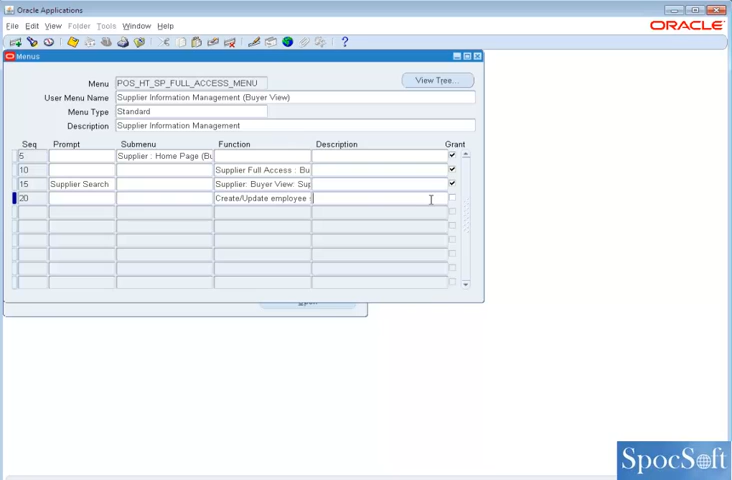 Oracle Applications
File Edit View Folder Tools Window Help
ORACLE
Menus
Menu POS_HT_SP_FULL_ACCESS_MENU View Tree...
User Menu Name Supplier Information Management (Buyer View)
Menu Type Standard
Description Supplier Information Management
Seq Prompt Submenu Function Description Grant
5 Supplier : Home Page (Bu
10 Supplier Full Access : Bu
15 Supplier Search Supplier: Buyer View: Sup
20 Create/Update employee
SpocSoft